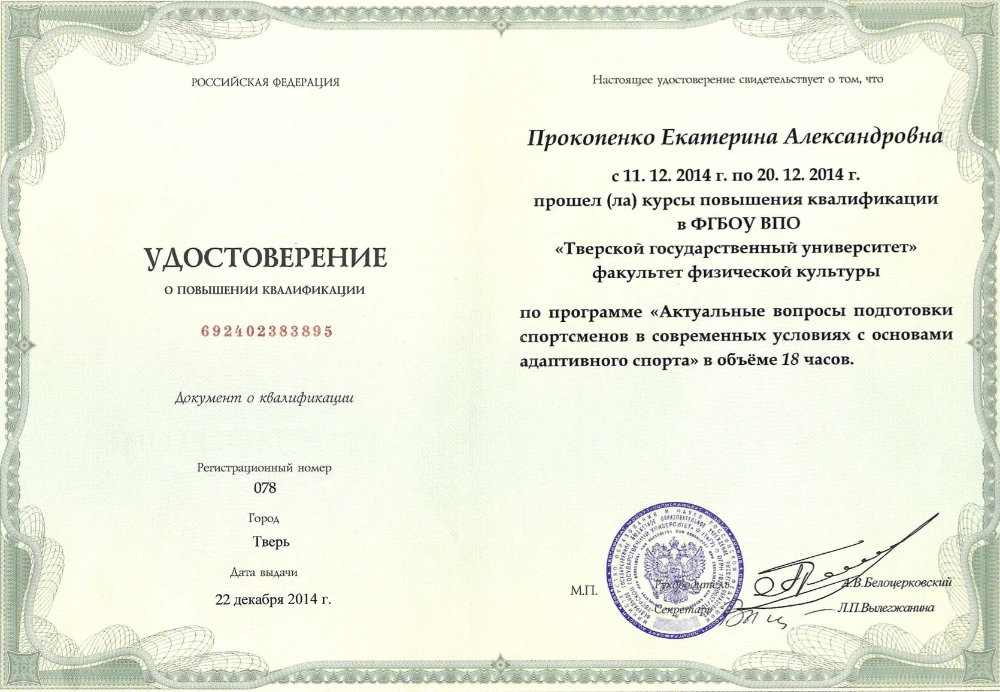 РОССИЙСКАЯ ФЕДЕРАЦИЯ
УДОСТОВЕРЕНИЕ
О ПОВЫШЕНИИ КВАЛИФИКАЦИИ
692402383895
Документ о квалификации
Регистрационный номер
078
Город
Тверь
Дата выдачи
22 декабря 2014 г.
Настоящее удостоверение свидетельствует о том, что
Прокопенко Екатерина Александровна
с 11. 12. 2014 г. по 20. 12. 2014 г.
прошел (ла) курсы повышения квалификации
в ФГБОУ ВПО
«Тверской государственный университет»
факультет физической культуры
по программе «Актуальные вопросы подготовки
спортсменов в современных условиях с основами
адаптивного спорта» в объёме 18 часов.
М.П.
Руководитель
А.В.Белоцерковский
Секретарь
Л.П.Вылегжанина